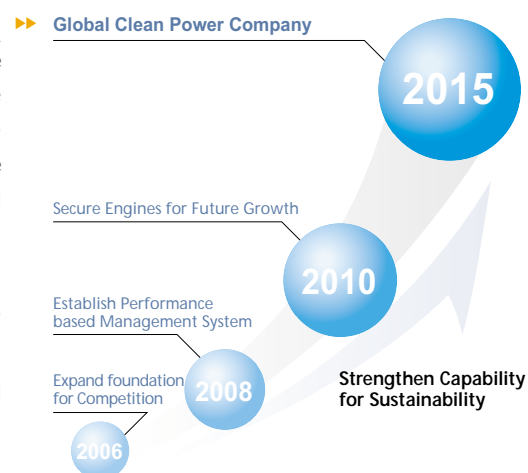 Global Clean Power Company
2015
Secure Engines for Future Growth
2010
Establish Performance
based Management System
2008
Expand foundation
for Competition
2006
Strengthen Capability
for Sustainability